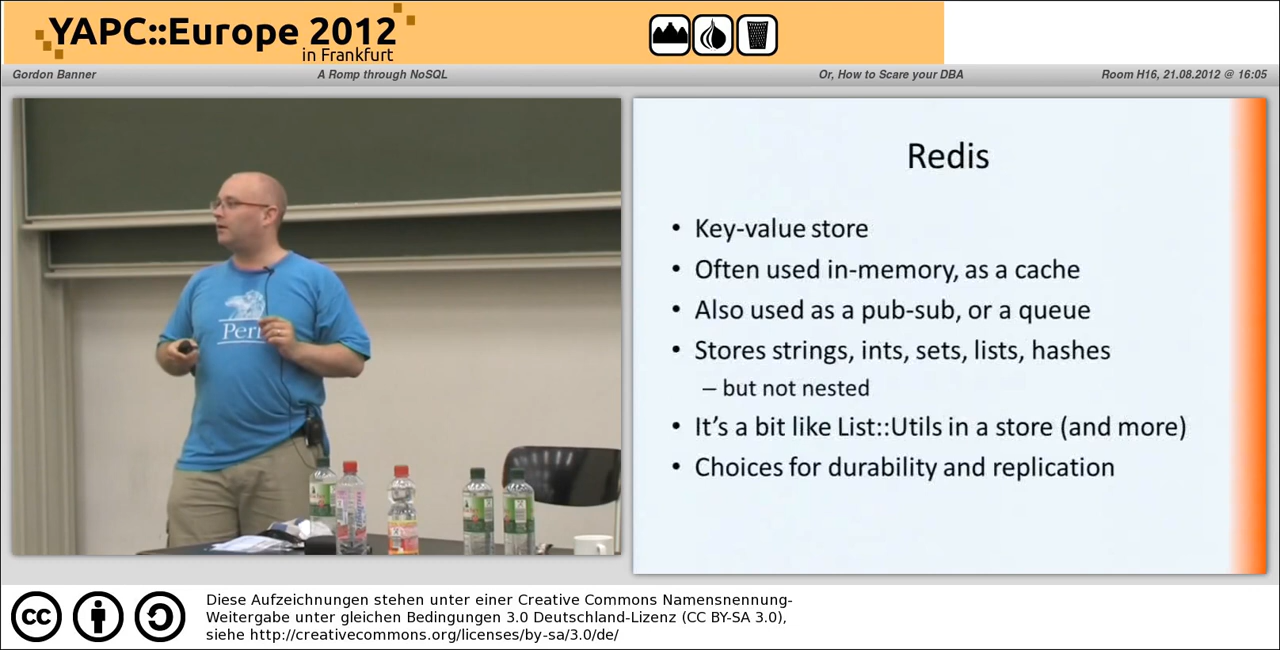 YAPC::Europe 2012
in Frankfurt
Gordon Banner
A Romp through NoSQL
Or, How to Scare your DBA
Room H16, 21.08.2012 @ 16:05
Perl
Redis
• Key-value store
• Often used in-memory, as a cache
• Also used as a pub-sub, or a queue
• Stores strings, ints, sets, lists, hashes
– but not nested
• It's a bit like List::Utils in a store (and more)
• Choices for durability and replication
cc
Diese Aufzeichnungen stehen unter einer Creative Commons Namensnennung-
Weitergabe unter gleichen Bedingungen 3.0 Deutschland-Lizenz (CC BY-SA 3.0),
siehe http://creativecommons.org/licenses/by-sa/3.0/de/